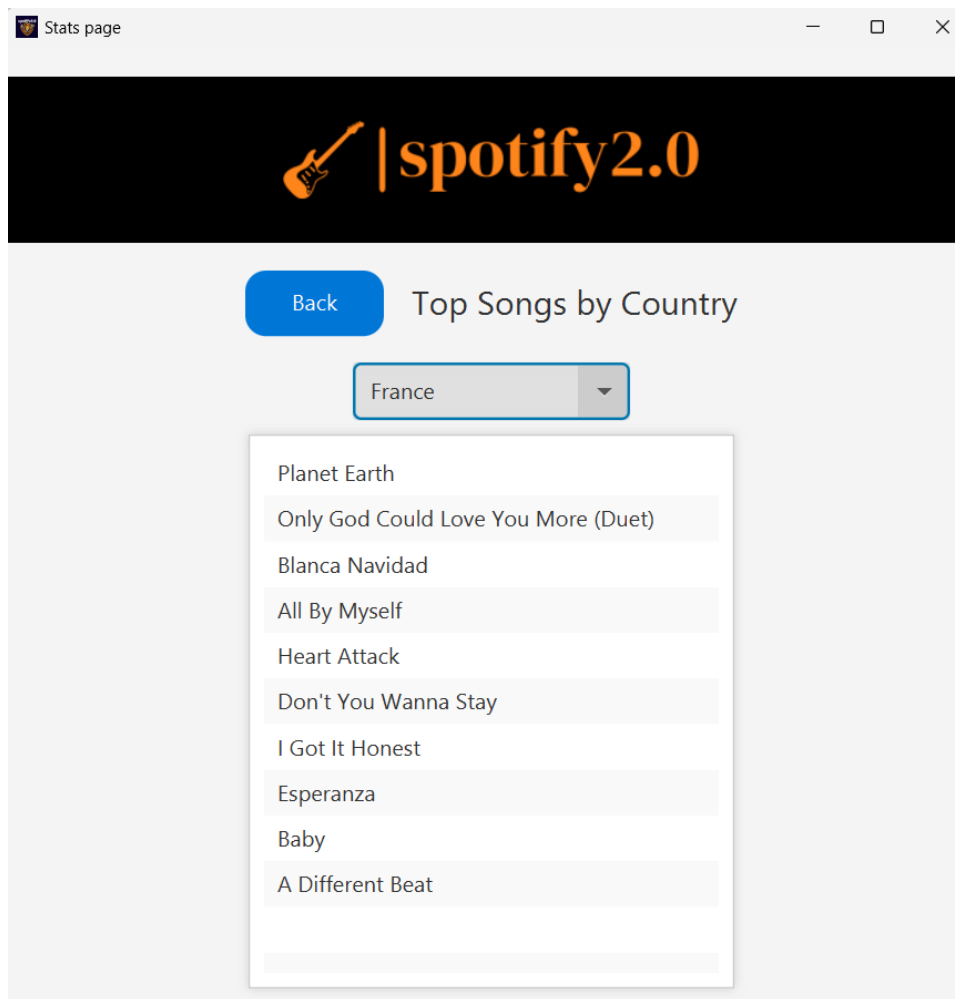 Stats page
|spotify2.0
Back
Top Songs by Country
France
Planet Earth
Only God Could Love You More (Duet)
Blanca Navidad
All By Myself
Heart Attack
Don't You Wanna Stay
I Got It Honest
Esperanza
Baby
A Different Beat